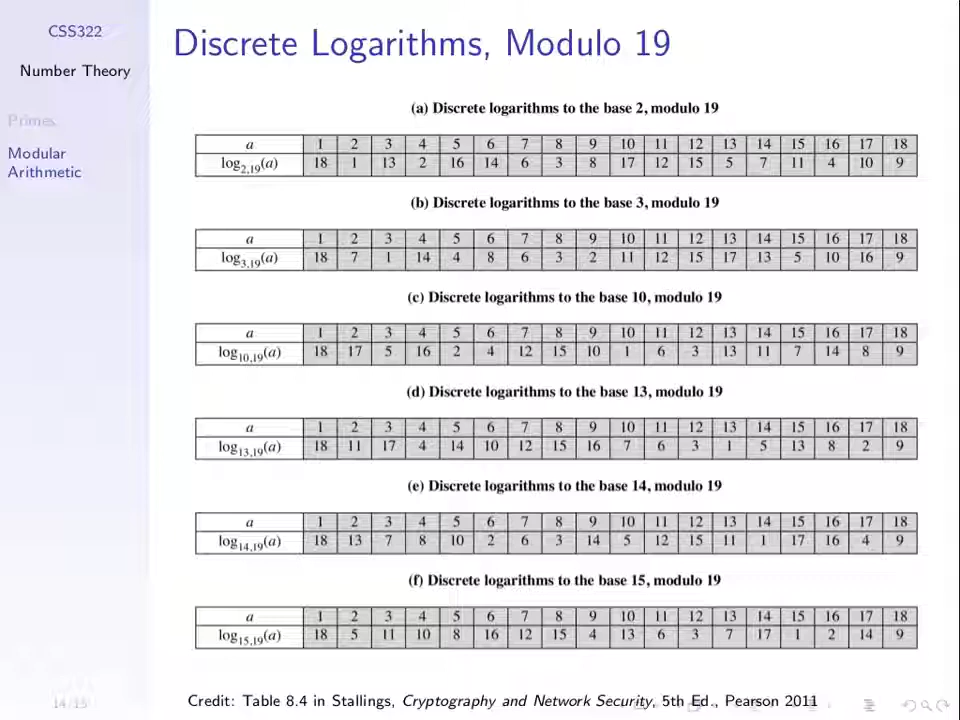 CSS322
Number Theory
Primes
Modular
Arithmetic
Discrete Logarithms, Modulo 19
(a) Discrete logarithms to the base 2, modulo 19
a 1 2 3 4 5 6 7 8 9 10 11 12 13 14 15 16 17 18
log2,19(a) 18 1 13 2 16 14 6 3 8 17 12 15 5 7 11 4 10 9
(b) Discrete logarithms to the base 3, modulo 19
a 1 2 3 4 5 6 7 8 9 10 11 12 13 14 15 16 17 18
log3,19(a) 18 7 1 14 4 8 6 3 2 11 12 15 17 13 5 10 16 9
(c) Discrete logarithms to the base 10, modulo 19
a 1 2 3 4 5 6 7 8 9 10 11 12 13 14 15 16 17 18
log10,19(a) 18 17 5 16 2 4 12 15 10 1 6 3 13 11 7 14 8 9
(d) Discrete logarithms to the base 13, modulo 19
a 1 2 3 4 5 6 7 8 9 10 11 12 13 14 15 16 17 18
log13,19(a) 18 11 17 4 14 10 12 15 16 7 6 3 1 5 13 8 2 9
(e) Discrete logarithms to the base 14, modulo 19
a 1 2 3 4 5 6 7 8 9 10 11 12 13 14 15 16 17 18
log14,19(a) 18 13 7 8 10 2 6 3 14 5 12 15 11 1 17 16 4 9
(f) Discrete logarithms to the base 15, modulo 19
a 1 2 3 4 5 6 7 8 9 10 11 12 13 14 15 16 17 18
log15,19(a) 18 5 11 10 8 16 12 15 4 13 6 3 7 17 1 2 14 9
14/15
Credit: Table 8.4 in Stallings, Cryptography and Network Security, 5th Ed., Pearson 2011